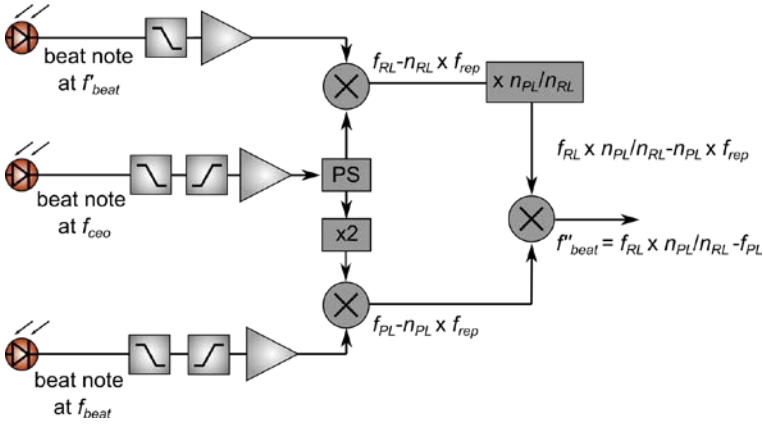 beat note
at f'beat
fRL-nRL x frep
x nPL/nRL
fRL x nPL/nRL-nPL x frep
beat note
at fceo
PS
x2
f"beat = fRL x nPL/nRL -fPL
fPL-nPL x frep
beat note
at fbeat